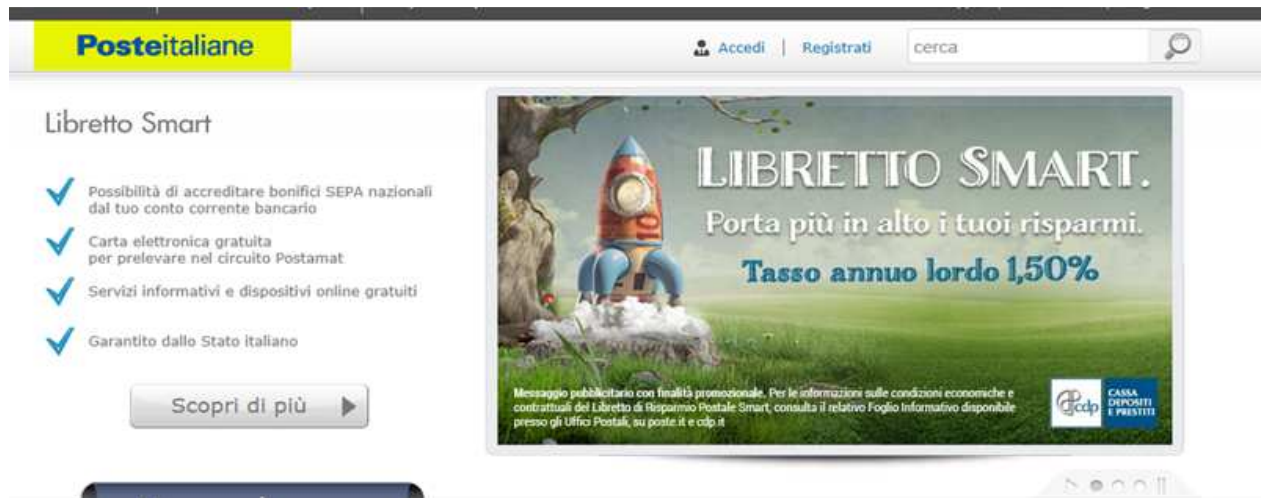 Posteitaliane
Accedi | Registrati
cerca
Libretto Smart
Possibilità di accreditare bonifici SEPA nazionali
dal tuo conto corrente bancario
Carta elettronica gratuita
per prelevare nel circuito Postamat
Servizi informativi e dispositivi online gratuiti
Garantito dallo Stato italiano
Scopri di più
LIBRETTO SMART.
Porta più in alto i tuoi risparmi.
Tasso annuo lordo 1,50%
10
Messaggio pubblicitario con finalità promozionale. Per le informazioni sulle condizioni economiche e
contrattuali del Libretto di Risparmio Postale Smart, consulta il relativo Foglio Informativo disponibile
presso gli Uffici Postali, su poste.it e cdp.it
cdp
CASSA
DEPOSITI
E PRESTITI